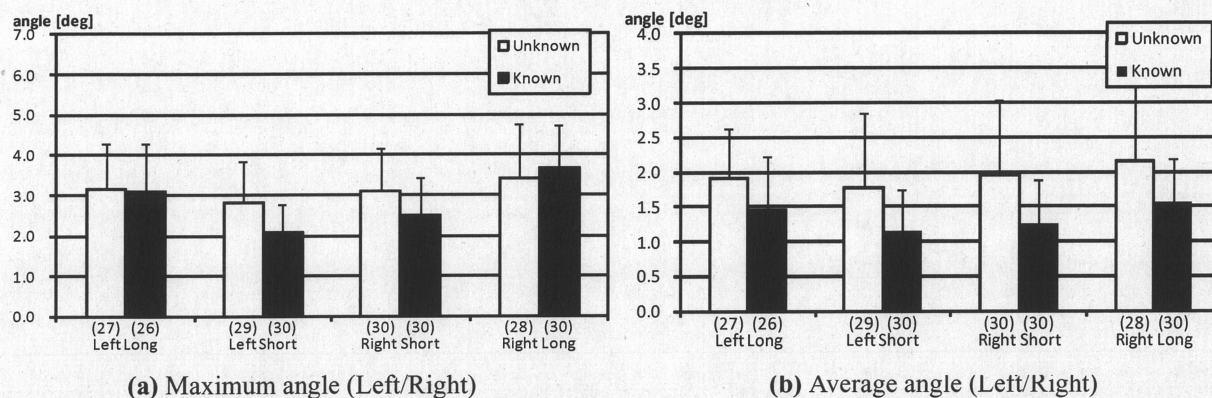 angle [deg]
7.0
6.0
5.0
4.0
3.0
2.0
1.0
0.0
Unknown
Known
(27) (26)
Left Long
(29) (30)
Left Short
(30) (30)
Right Short
(28) (30)
Right Long
(a) Maximum angle (Left/Right)
angle [deg]
4.0
3.5
3.0
2.5
2.0
1.5
1.0
0.5
0.0
Unknown
Known
(27) (26)
Left Long
(29) (30)
Left Short
(30) (30)
Right Short
(28) (30)
Right Long
(b) Average angle (Left/Right)